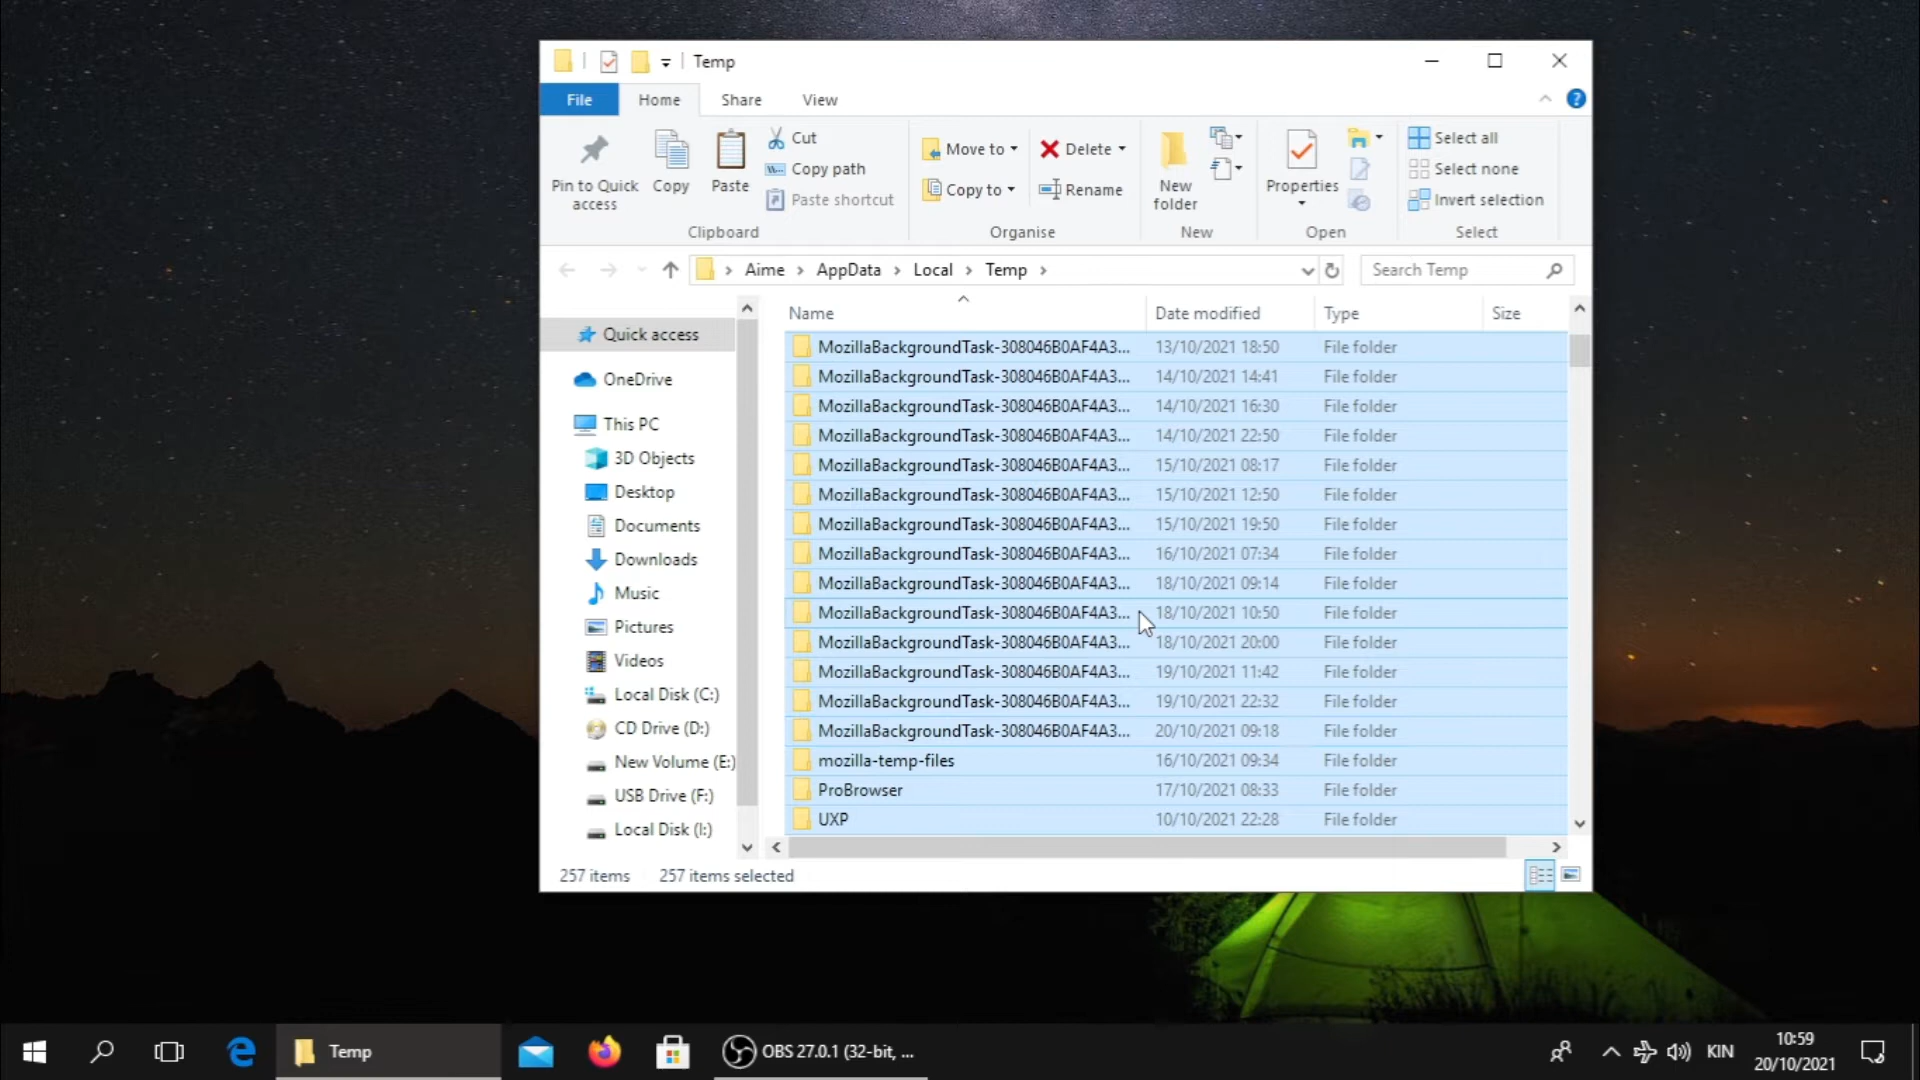 Temp
File
Home
Share
View
Pin to Quick access
Copy
Paste
Cut
Copy path
Paste shortcut
Clipboard
Move to
Copy to
Delete
Rename
Organise
New folder
New
Properties
Open
Select all
Select none
Invert selection
Select
Aime > AppData > Local > Temp >
Search Temp
Quick access
OneDrive
This PC
3D Objects
Desktop
Documents
Downloads
Music
Pictures
Videos
Local Disk (C:)
CD Drive (D:)
New Volume (E:)
USB Drive (F:)
Local Disk (I:)
Name Date modified Type Size
MozillaBackgroundTask-308046B0AF4A3... 13/10/2021 18:50 File folder
MozillaBackgroundTask-308046B0AF4A3... 14/10/2021 14:41 File folder
MozillaBackgroundTask-308046B0AF4A3... 14/10/2021 16:30 File folder
MozillaBackgroundTask-308046B0AF4A3... 14/10/2021 22:50 File folder
MozillaBackgroundTask-308046B0AF4A3... 15/10/2021 08:17 File folder
MozillaBackgroundTask-308046B0AF4A3... 15/10/2021 12:50 File folder
MozillaBackgroundTask-308046B0AF4A3... 15/10/2021 19:50 File folder
MozillaBackgroundTask-308046B0AF4A3... 16/10/2021 07:34 File folder
MozillaBackgroundTask-308046B0AF4A3... 18/10/2021 09:14 File folder
MozillaBackgroundTask-308046B0AF4A3... 18/10/2021 10:50 File folder
MozillaBackgroundTask-308046B0AF4A3... 18/10/2021 20:00 File folder
MozillaBackgroundTask-308046B0AF4A3... 19/10/2021 11:42 File folder
MozillaBackgroundTask-308046B0AF4A3... 19/10/2021 22:32 File folder
MozillaBackgroundTask-308046B0AF4A3... 20/10/2021 09:18 File folder
mozilla-temp-files 16/10/2021 09:34 File folder
ProBrowser 17/10/2021 08:33 File folder
UXP 10/10/2021 22:28 File folder
257 items 257 items selected
Temp
OBS 27.0.1 (32-bit, ...
KIN
10:59
20/10/2021